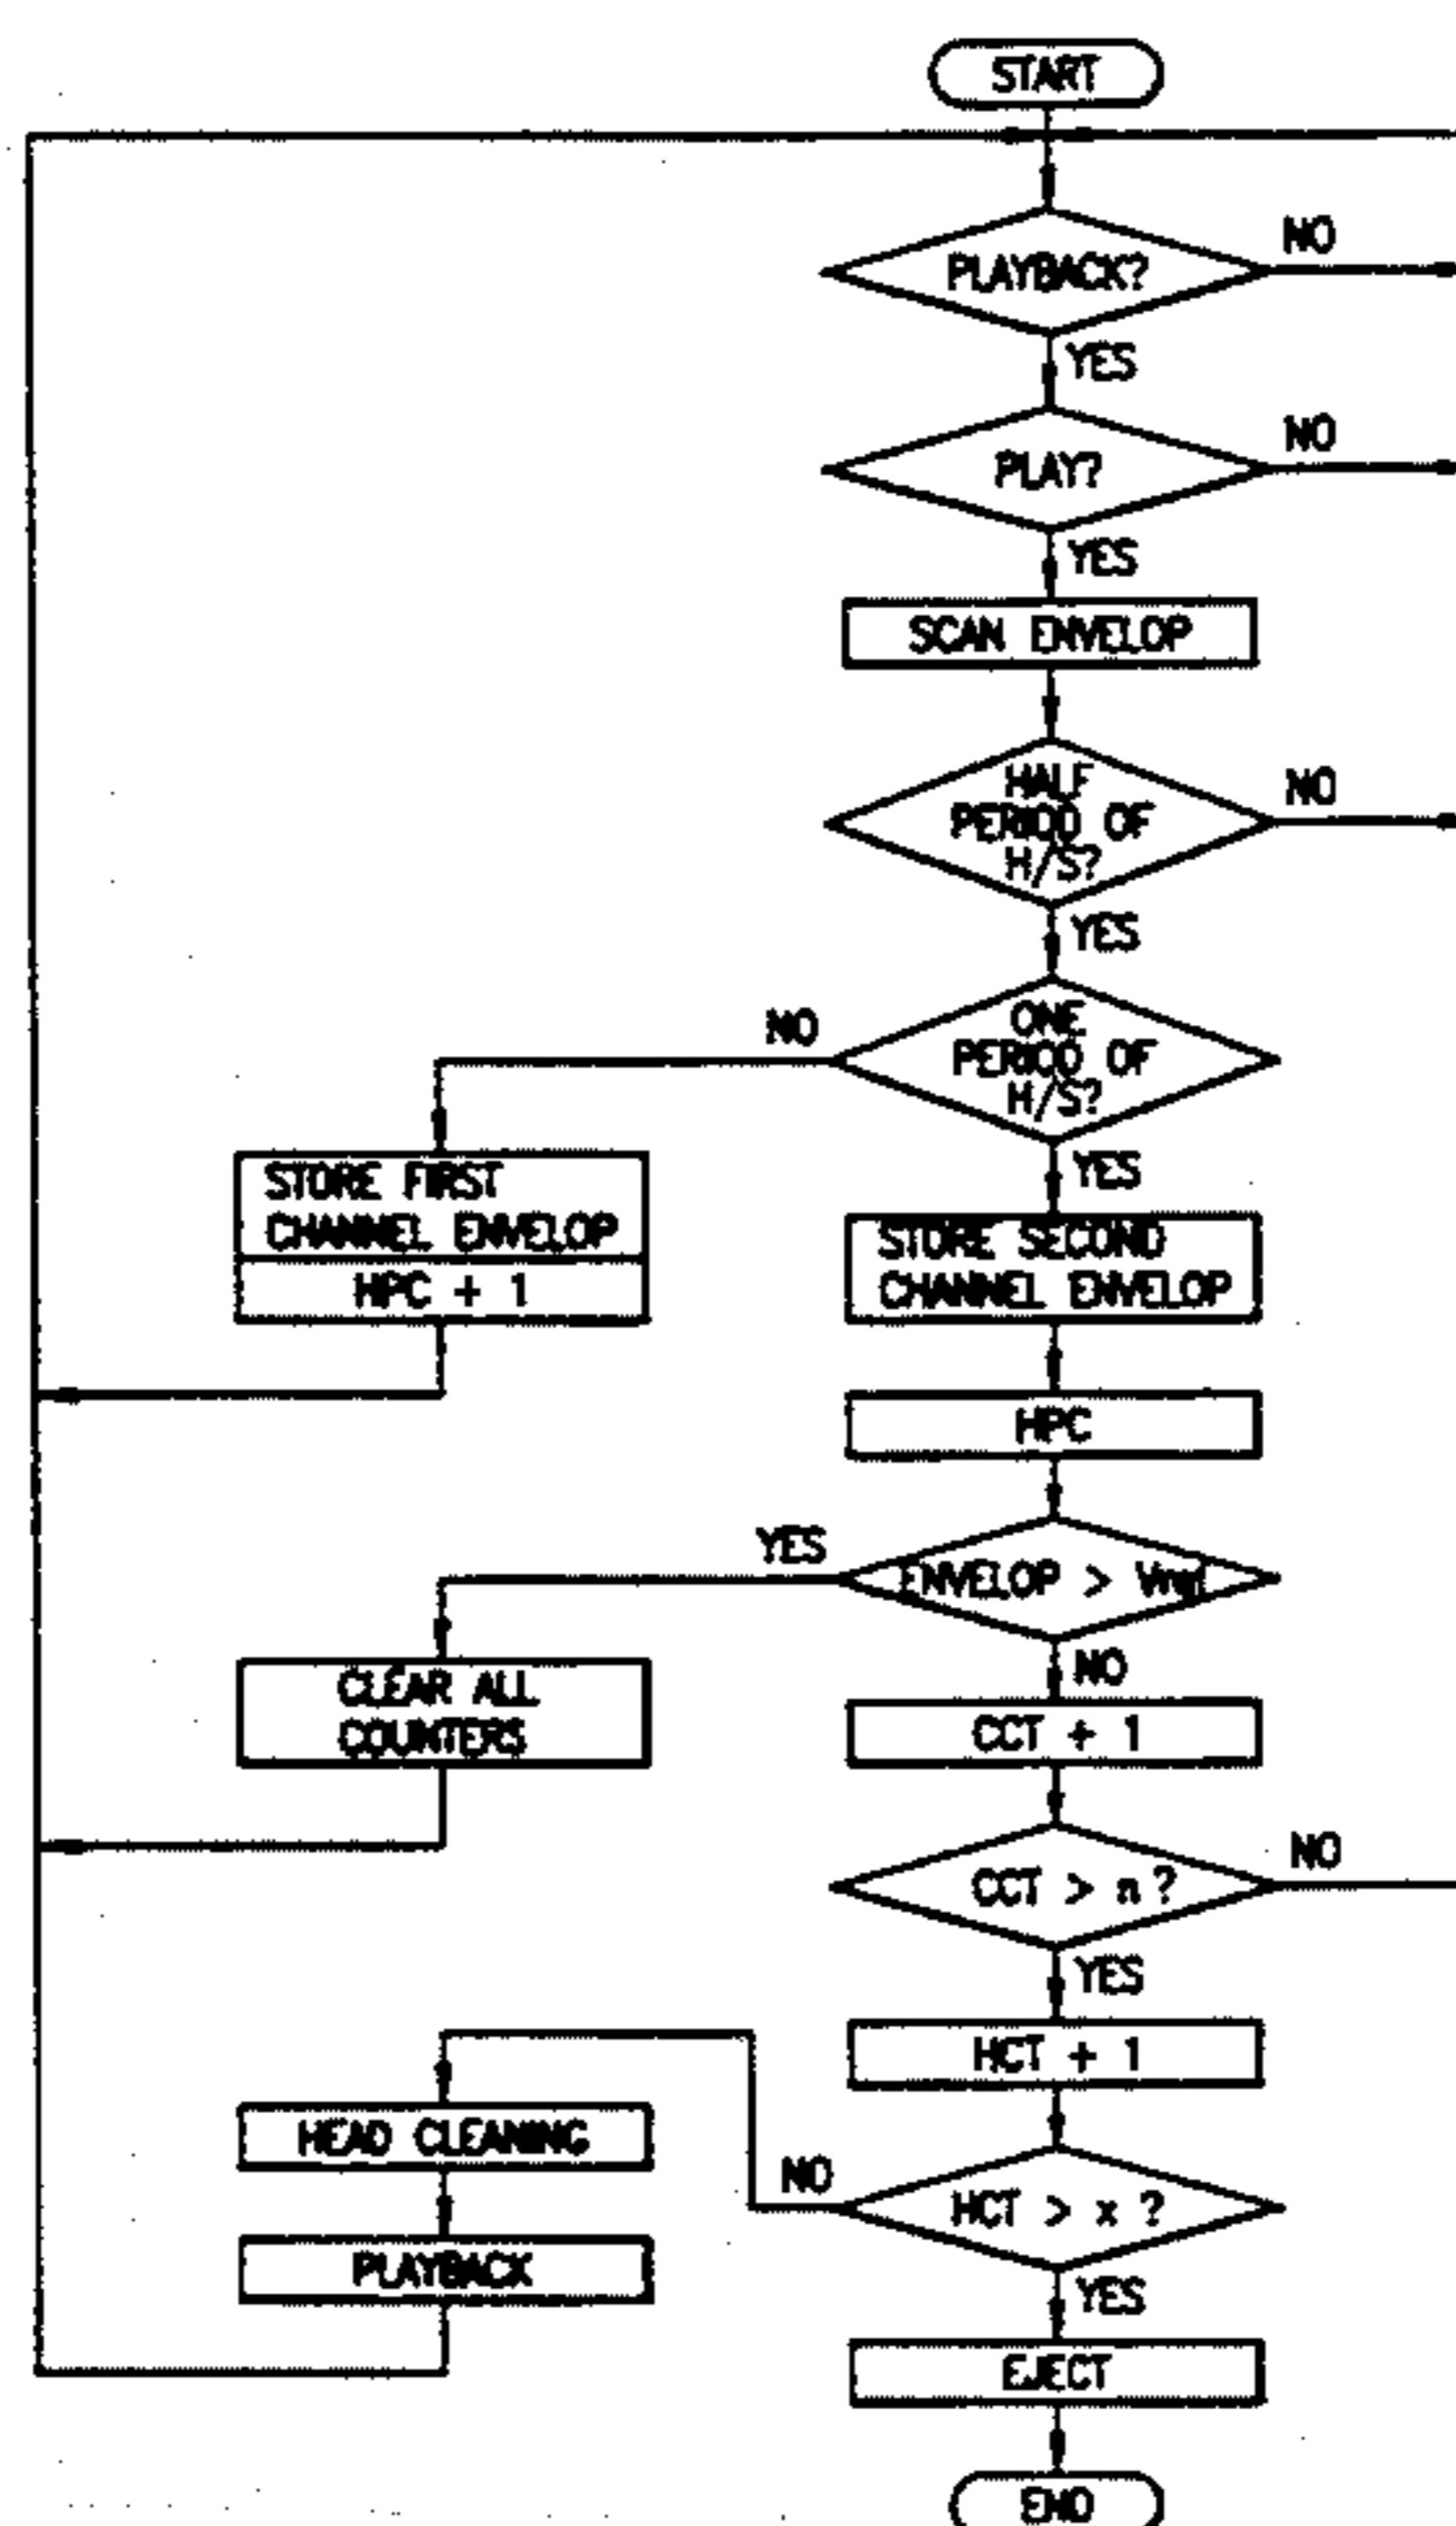 START
PLAYBACK?
NO
YES
PLAY?
NO
YES
SCAN ENVELOP
HALF
PERIOD OF
H/S?
NO
YES
ONE
PERIOD OF
H/S?
NO
YES
STORE FIRST
CHANNEL ENVELOP
HPC + 1
STORE SECOND
CHANNEL ENVELOP
HPC
ENVELOP >
YES
NO
CLEAR ALL
COUNTERS
CCT + 1
CCT > n ?
NO
YES
HCT + 1
HEAD CLEANING
NO
HCT > x ?
PLAYBACK
YES
EJECT
END